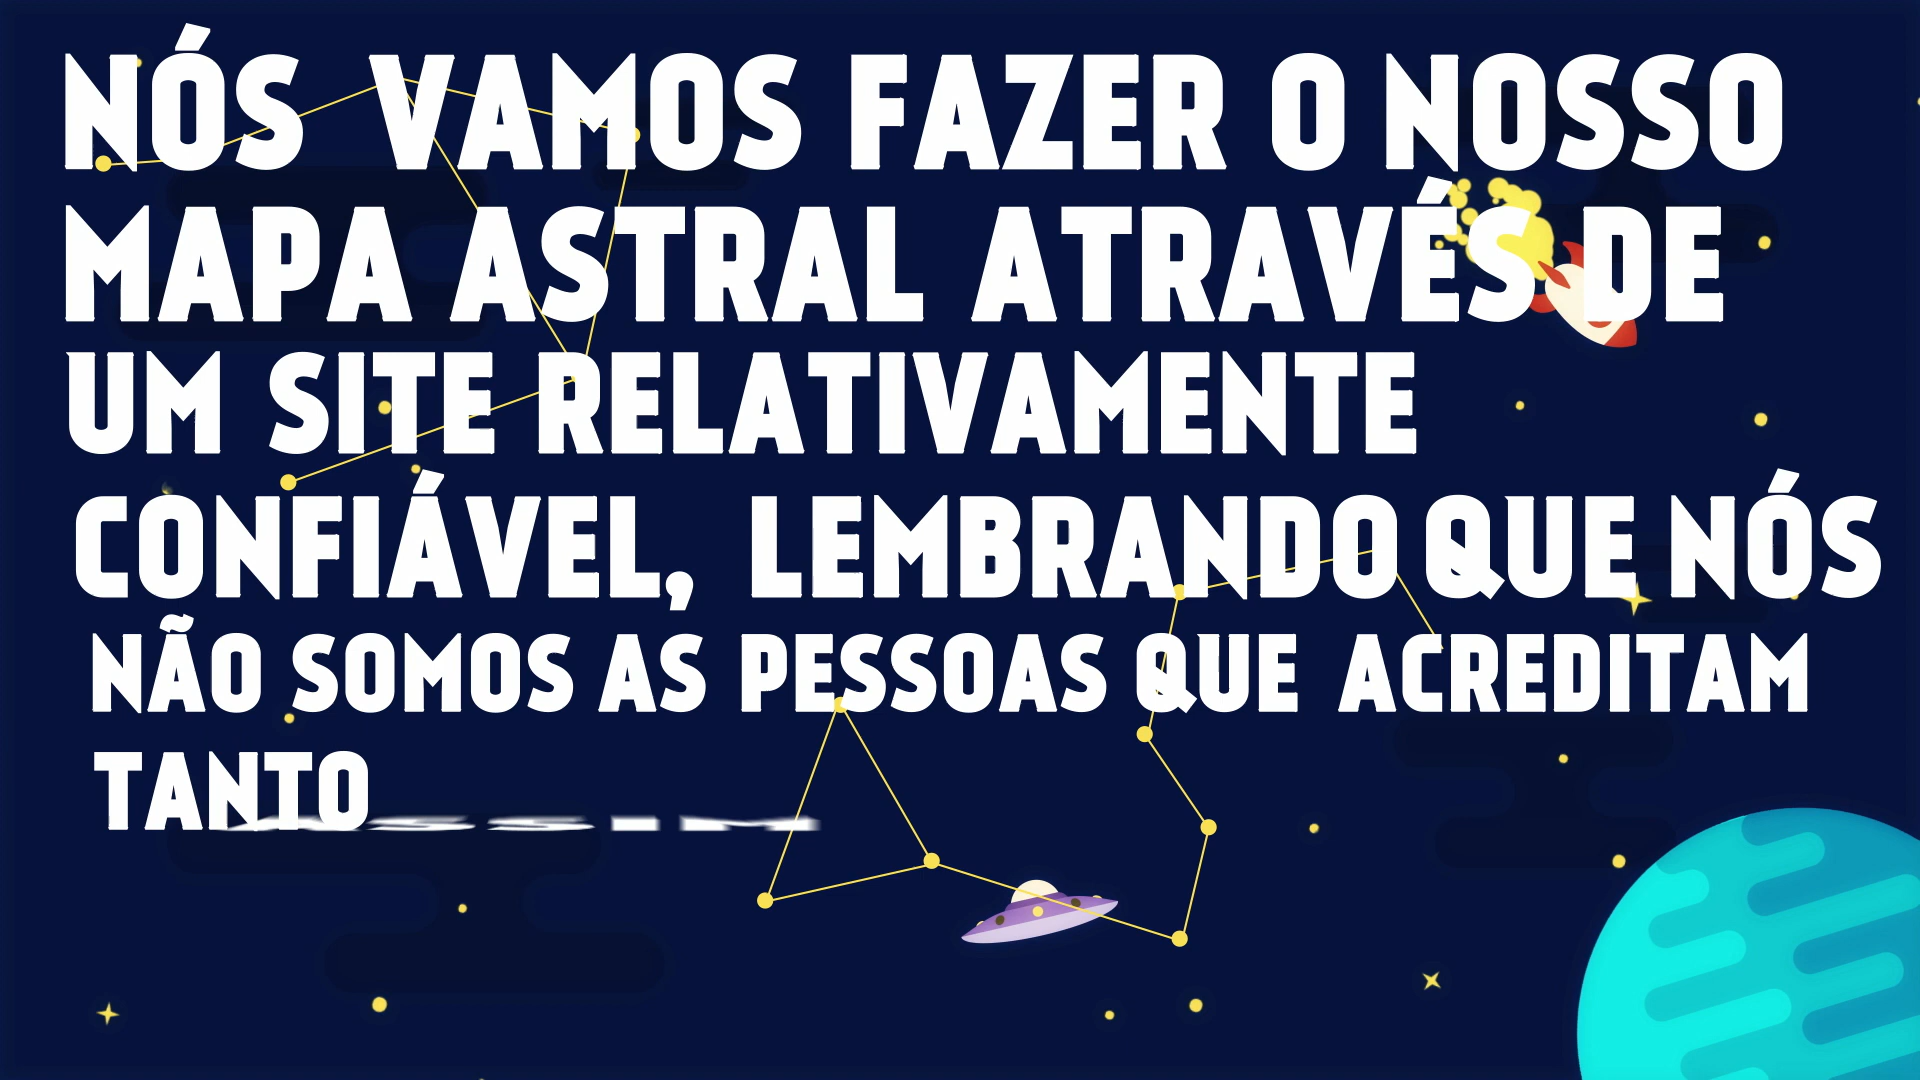 NÓS VAMOS FAZER O NOSSO
MAPA ASTRAL ATRAVÉS DE
UM SITE RELATIVAMENTE
CONFIÁVEL, LEMBRANDO QUE NÓS
NÃO SOMOS AS PESSOAS QUE ACREDITAM
TANTO